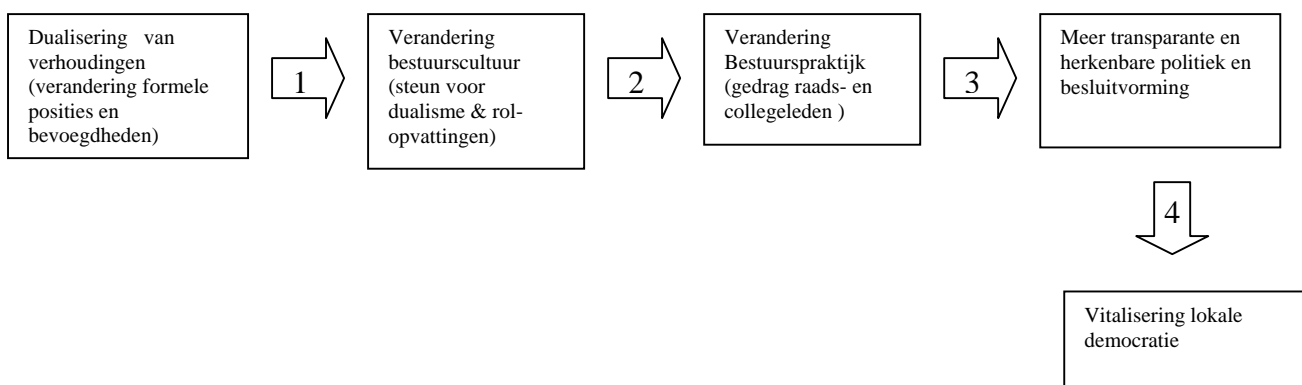 Dualisering van
verhoudingen
(verandering formele
posities en
bevoegdheden)
1
Verandering
bestuurscultuur
(steun voor
dualisme & rol-
opvattingen)
2
Verandering
Bestuurspraktijk
(gedrag raads- en
collegeleden )
3
Meer transparante en
herkenbare politiek en
besluitvorming
4
Vitalisering lokale
democratie